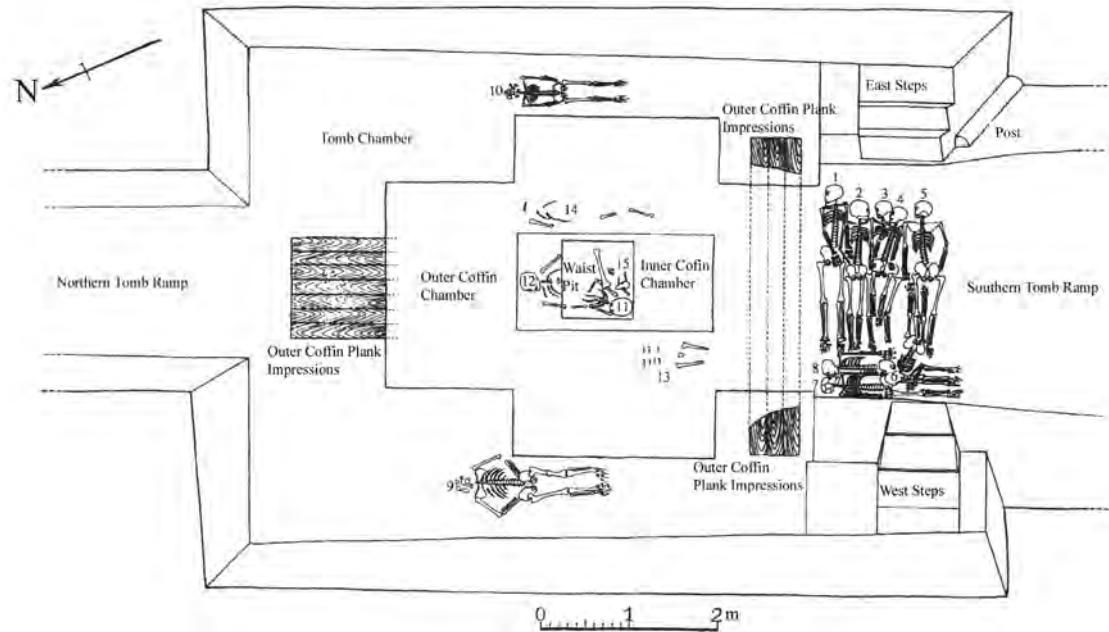 N
10
Tomb Chamber
Outer Coffin Plank
Impressions
East Steps
Post
1
2
3
4
5
14
Northern Tomb Ramp
Outer Coffin
Chamber
12
Waist
Pit
15
11
Inner Cofin
Chamber
Southern Tomb Ramp
Outer Coffin Plank
Impressions
13
8
7
6
9
Outer Coffin
Plank Impressions
West Steps
0
1
2 m